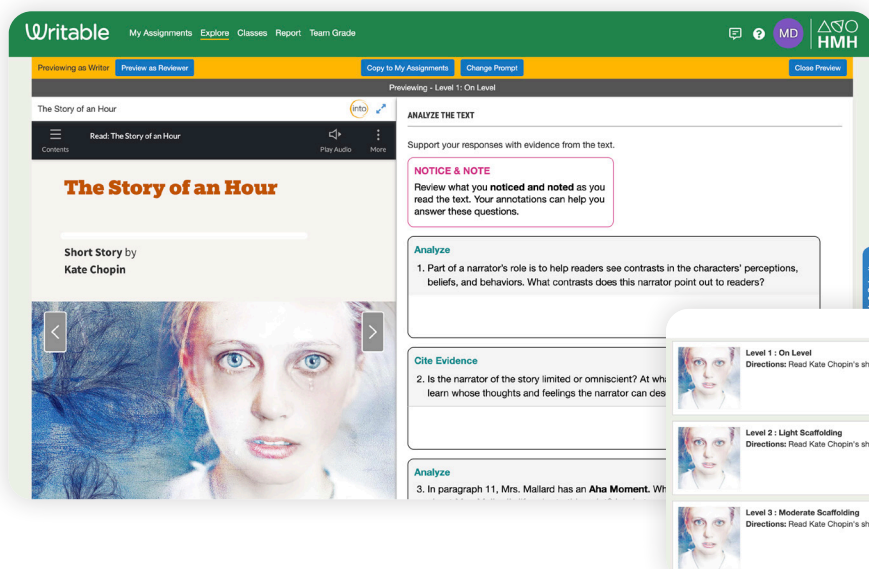 Writable
My Assignments Explore Classes Report Team Grade
MD
HMH
Previewing as Writer Preview as Reviewer Copy to My Assignments Change Prompt Close Preview
Previewing - Level 1: On Level
The Story of an Hour
into
Contents
Read: The Story of an Hour
Play Audio
More
The Story of an Hour
Short Story by
Kate Chopin
ANALYZE THE TEXT
Support your responses with evidence from the text.
NOTICE & NOTE
Review what you noticed and noted as you
read the text. Your annotations can help you
answer these questions.
Analyze
1. Part of a narrator's role is to help readers see contrasts in the characters' perceptions,
beliefs, and behaviors. What contrasts does this narrator point out to readers?
Cite Evidence
2. Is the narrator of the story limited or omniscient? At
learn whose thoughts and feelings the narrator can
Analyze
3. In paragraph 11, Mrs. Mallard has an Aha Moment.
Level 1 : On Level
Directions: Read Kate Chopin's
Level 2 : Light Scaffolding
Directions: Read Kate Chopin's
Level 3 : Moderate Scaffolding
Directions: Read Kate Chopin's